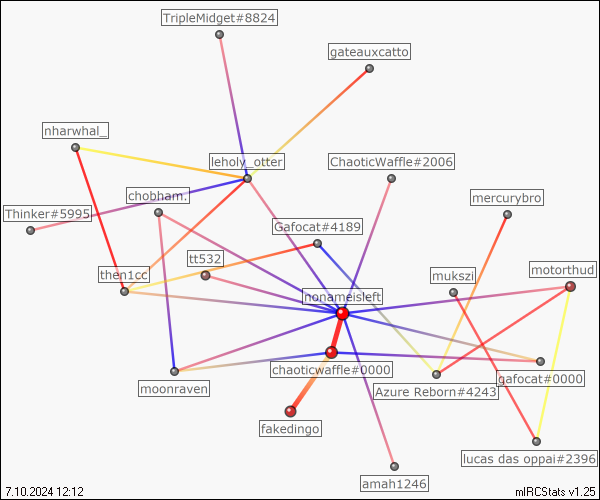 TripleMidget#8824
gateauxcatto
nharwhal_
leholy_otter
ChaoticWaffle#2006
chobham.
mercurybro
Thinker#5995
Gafocat#4189
tt532
then1cc
mukszi
motorthud
nonameisleft
chaoticwaffle#0000
gafocat#0000
moonraven
Azure Reborn#4243
fakedingo
lucas das oppai#2396
amah1246
7.10.2024 12:12
mIRCStats v1.25